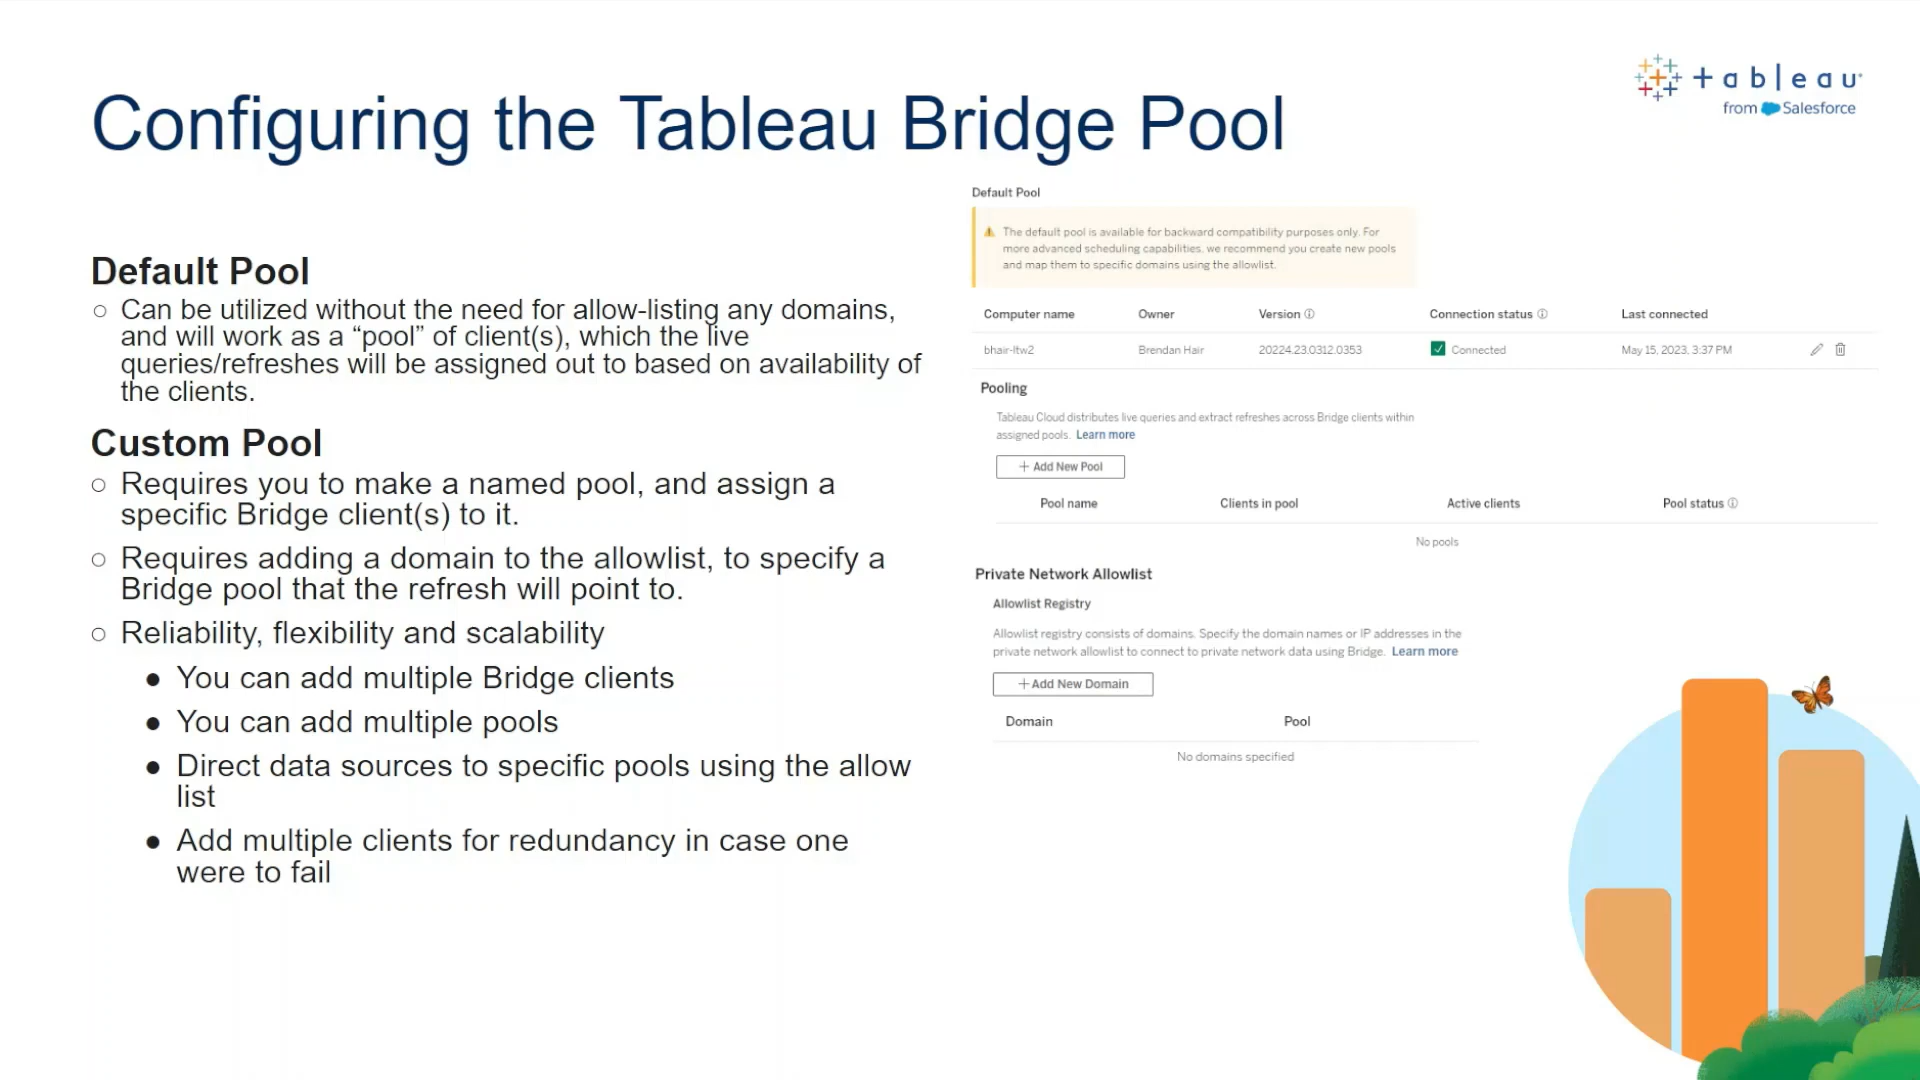 +ableau
from Salesforce
Configuring the Tableau Bridge Pool
Default Pool
○ Can be utilized without the need for allow-listing any domains,
and will work as a “pool” of client(s), which the live
queries/refreshes will be assigned out to based on availability of
the clients.
Custom Pool
○ Requires you to make a named pool, and assign a
specific Bridge client(s) to it.
○ Requires adding a domain to the allowlist, to specify a
Bridge pool that the refresh will point to.
○ Reliability, flexibility and scalability
● You can add multiple Bridge clients
● You can add multiple pools
● Direct data sources to specific pools using the allow
list
● Add multiple clients for redundancy in case one
were to fail
Default Pool
The default pool is available for backward compatibility purposes only. For
more advanced scheduling capabilities, we recommend you create new pools
and map them to specific domains using the allowlist.
Computer name Owner Version Connection status Last connected
bhair-ltw2 Brendan Hair 20224.23.0312.0353 Connected May 15, 2023, 3:37 PM
Pooling
Tableau Cloud distributes live queries and extract refreshes across Bridge clients within
assigned pools. Learn more
+ Add New Pool
Pool name Clients in pool Active clients Pool status
No pools
Private Network Allowlist
Allowlist Registry
Allowlist registry consists of domains. Specify the domain names or IP addresses in the
private network allowlist to connect to private network data using Bridge. Learn more
+ Add New Domain
Domain Pool
No domains specified